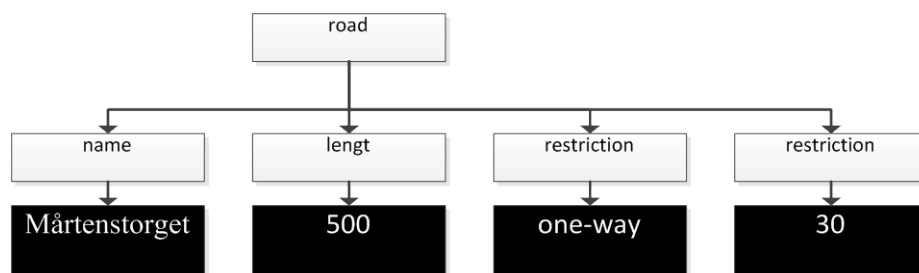 road
name lengt restriction restriction
Mårtenstorget 500 one-way 30